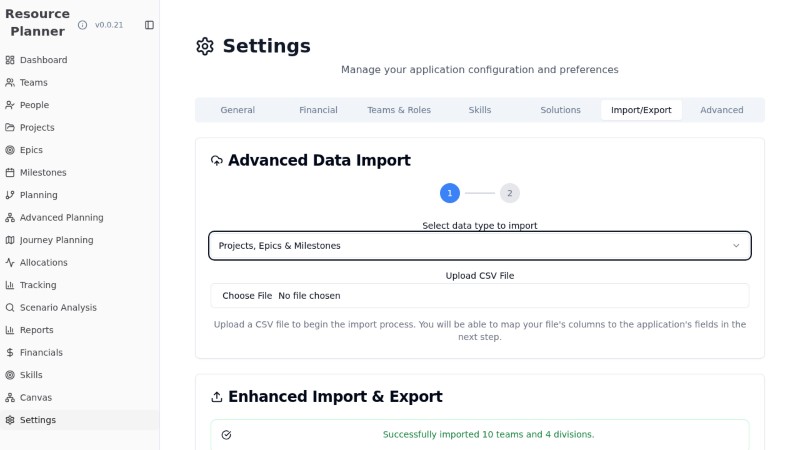 Resource
Planner
v0.0.21
Dashboard
Teams
People
Projects
Epics
Milestones
Planning
Advanced Planning
Journey Planning
Allocations
Tracking
Scenario Analysis
Reports
Financials
Skills
Canvas
Settings
Settings
Manage your application configuration and preferences
General Financial Teams & Roles Skills Solutions Import/Export Advanced
Advanced Data Import
1 2
Select data type to import
Projects, Epics & Milestones
Upload CSV File
Choose File No file chosen
Upload a CSV file to begin the import process. You will be able to map your file's columns to the application's fields in the
next step.
Enhanced Import & Export
Successfully imported 10 teams and 4 divisions.